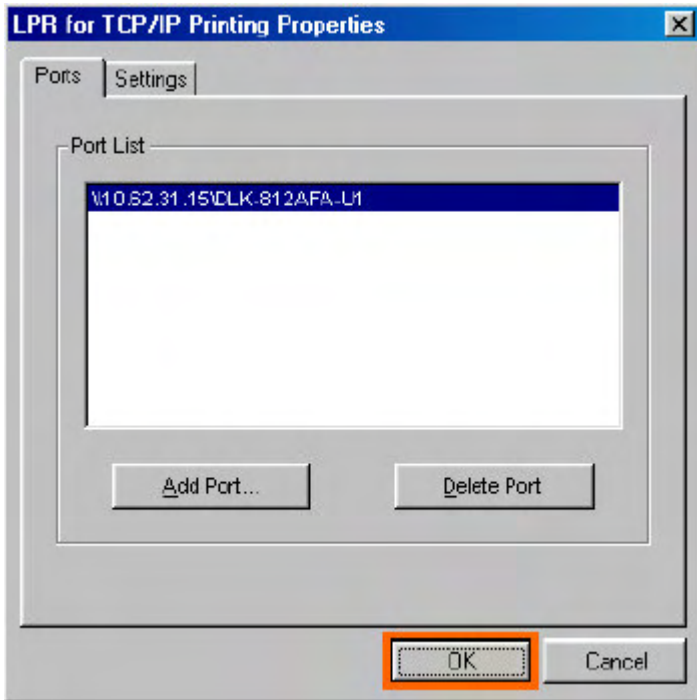 LPR for TCP/IP Printing Properties
Ports
Settings
Port List
\\10.62.31.15\DLK-812AFA-U1
Add Port...
Delete Port
OK
Cancel